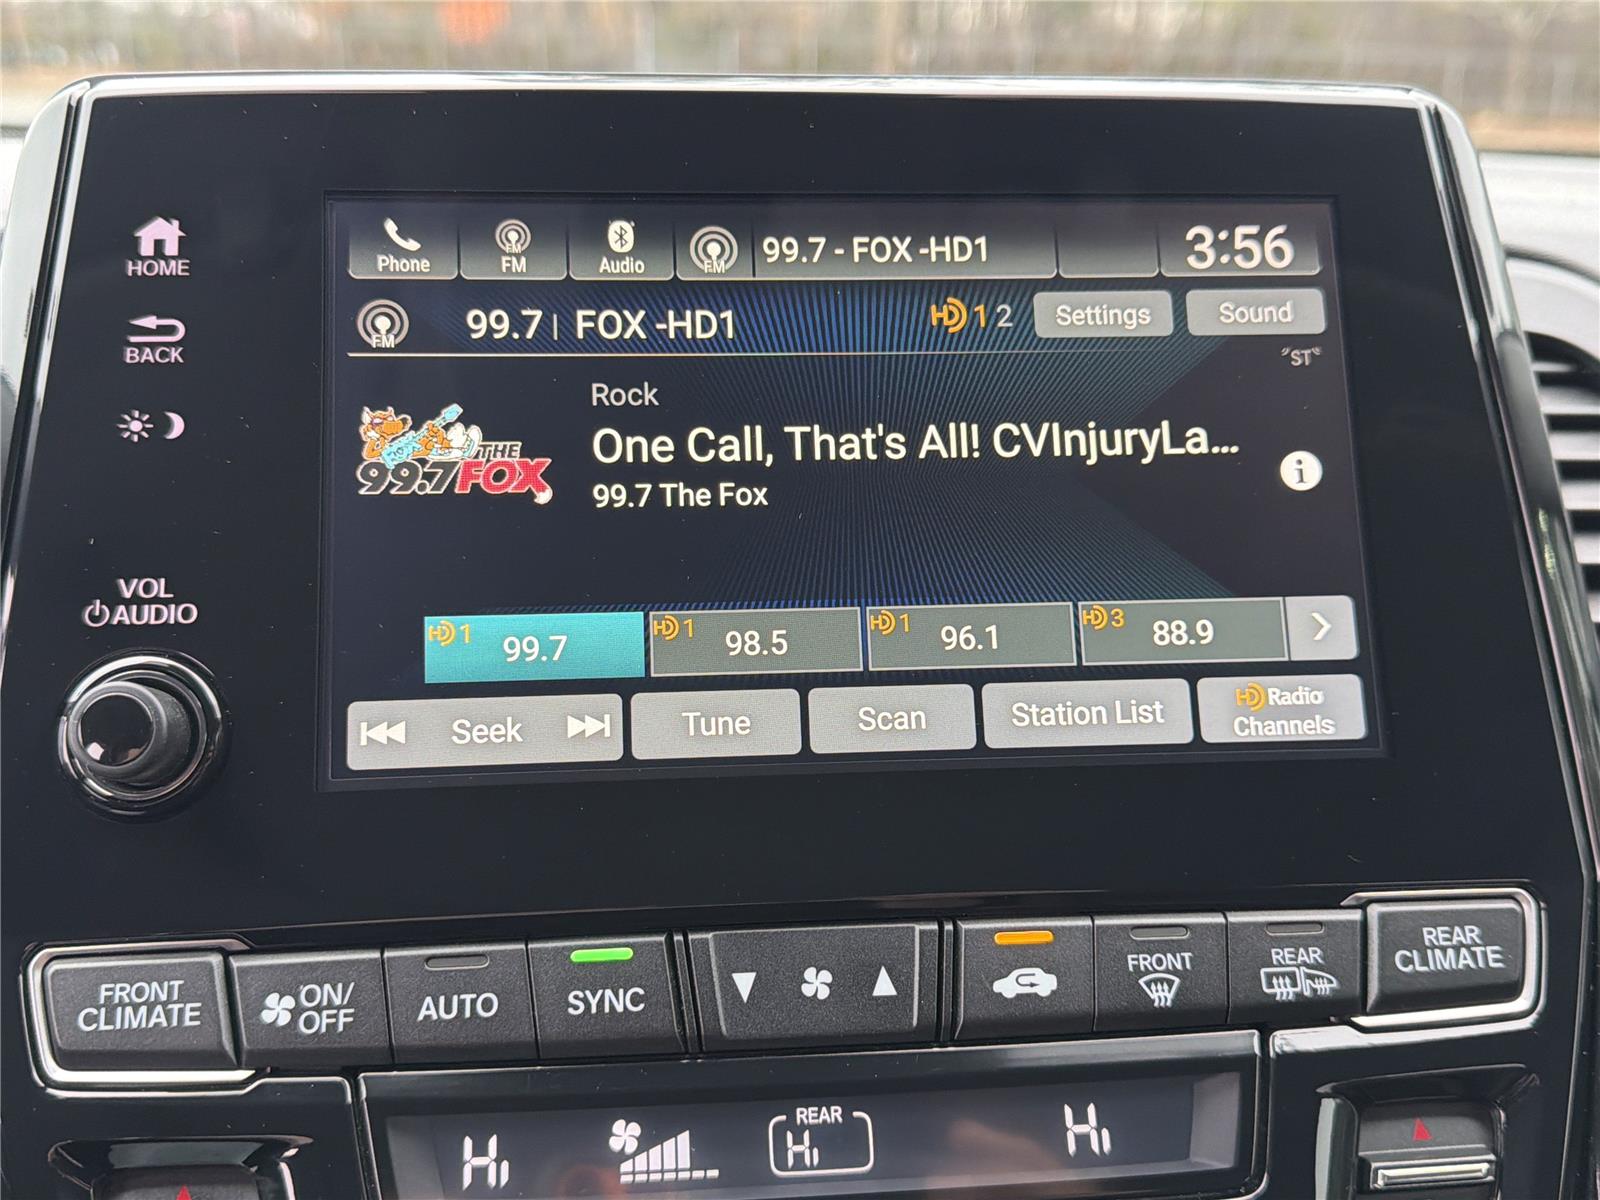 HOME
BACK
VOL
AUDIO
Phone
FM
FM
Audio
FM
99.7 - FOX -HD1
3:56
FM
99.7 | FOX -HD1
HD 1 2
Settings
Sound
"ST"
Rock
One Call, That's All! CVInjuryLa...
99.7 The Fox
i
THE
99.7 FOX
HD 1
99.7
HD 1
98.5
HD 1
96.1
HD 3
88.9
Seek
Tune
Scan
Station List
HD Radio
Channels
FRONT
CLIMATE
ON/
OFF
AUTO
SYNC
FRONT
REAR
REAR
CLIMATE
Hi
REAR
Hi
Hi